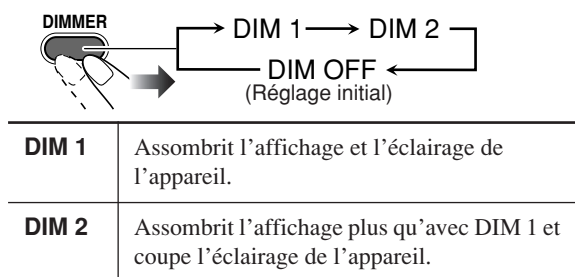 DIMMER
DIM 1 DIM 2
DIM OFF
(Réglage initial)
DIM 1 Assombrit l’affichage et l’éclairage de
l’appareil.
DIM 2 Assombrit l’affichage plus qu’avec DIM 1 et
coupe l’éclairage de l’appareil.